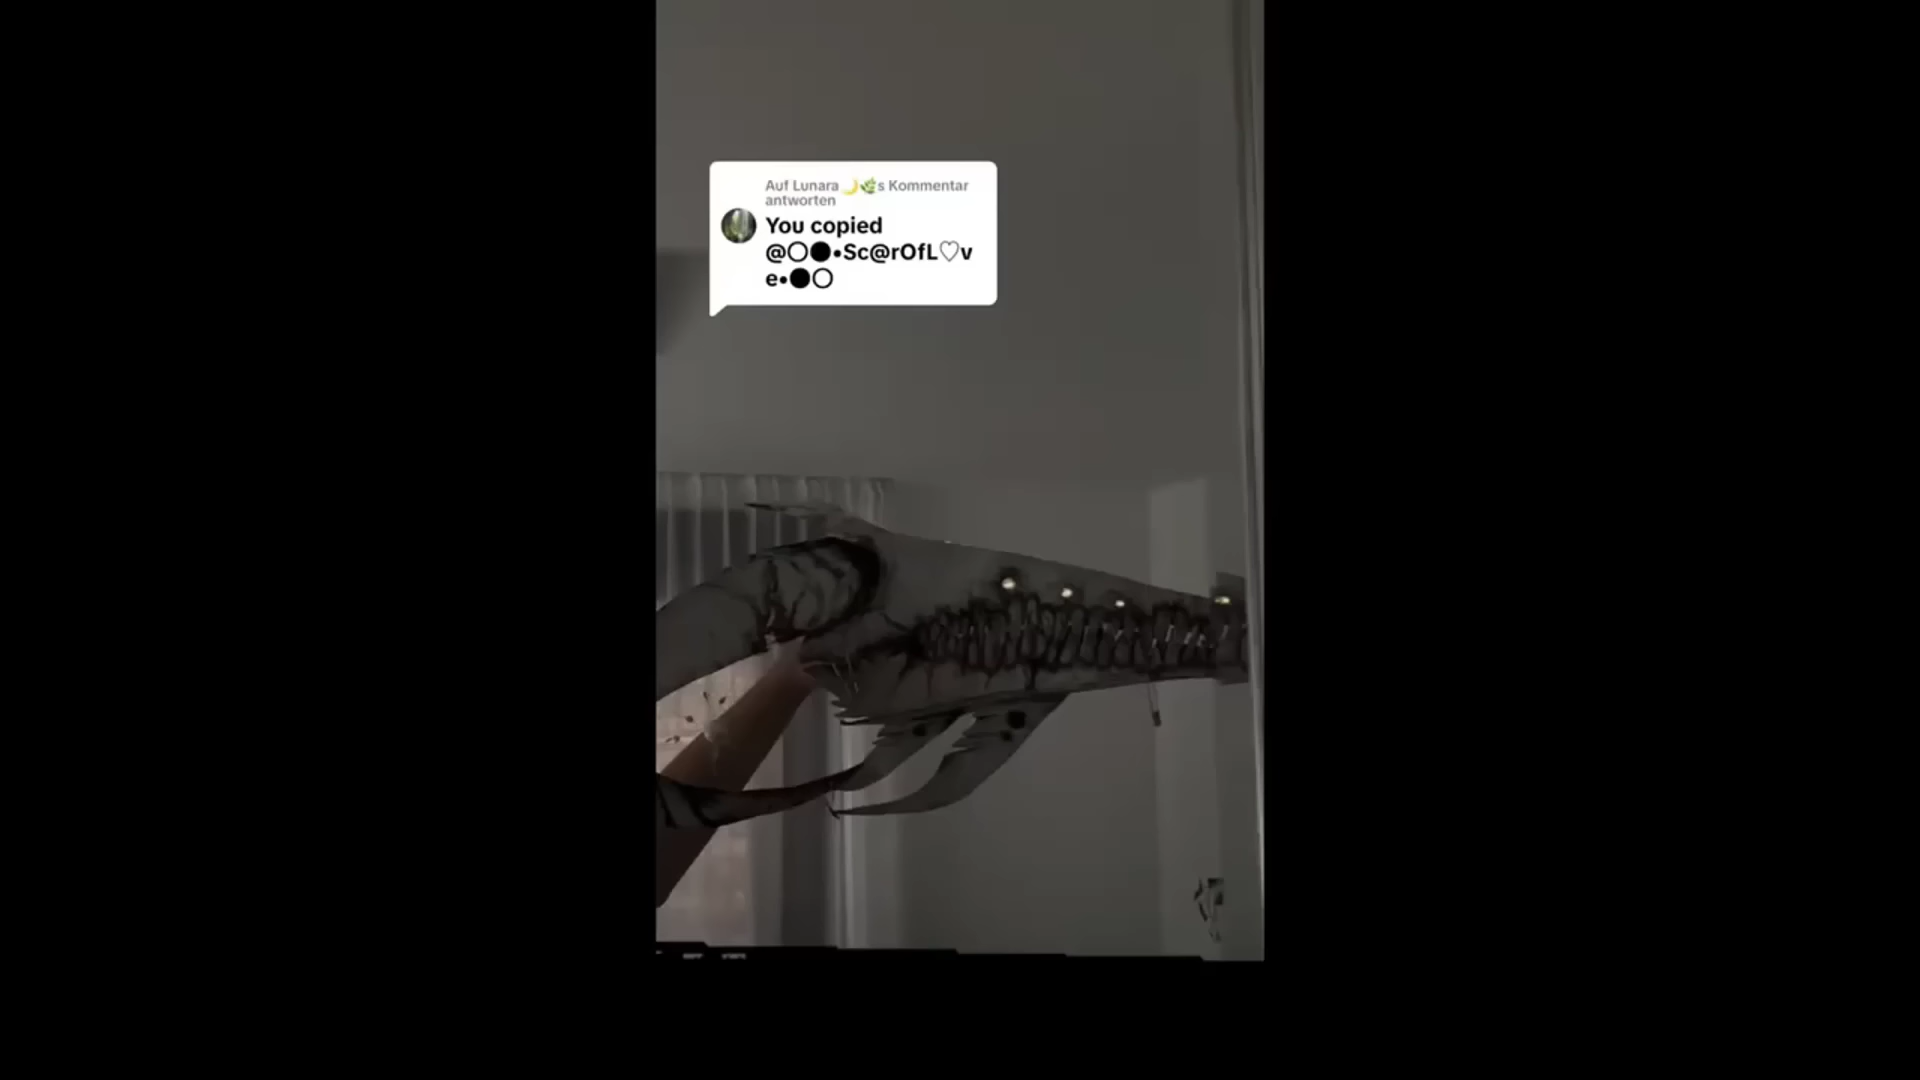 Auf Lunara🌙🌿s Kommentar
antworten
You copied
@○●•Sc@rOfL♡v
e•●○